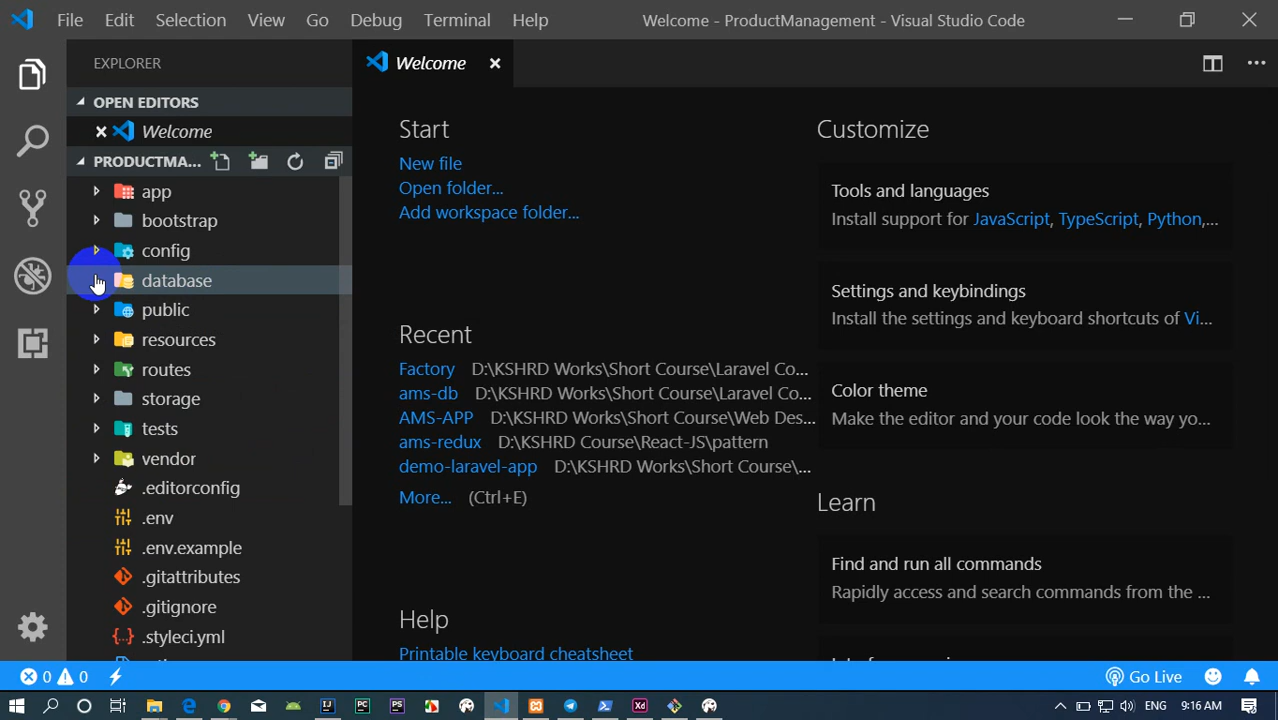 File Edit Selection View Go Debug Terminal Help Welcome - ProductManagement - Visual Studio Code
EXPLORER
Welcome
OPEN EDITORS
Welcome
PRODUCTMA...
app
bootstrap
config
database
public
resources
routes
storage
tests
vendor
.editorconfig
.env
.env.example
.gitattributes
.gitignore
.styleci.yml
Start
New file
Open folder...
Add workspace folder...
Recent
Factory D:\KSHRD Works\Short Course\Laravel Co...
ams-db D:\KSHRD Works\Short Course\Laravel Co...
AMS-APP D:\KSHRD Works\Short Course\Web Des...
ams-redux D:\KSHRD Course\React-JS\pattern
demo-laravel-app D:\KSHRD Works\Short Course\...
More... (Ctrl+E)
Help
Printable keyboard cheatsheet
Customize
Tools and languages
Install support for JavaScript, TypeScript, Python,...
Settings and keybindings
Install the settings and keyboard shortcuts of Vi...
Color theme
Make the editor and your code look the way yo...
Learn
Find and run all commands
Rapidly access and search commands from the ...
0 0
Go Live
ENG 9:16 AM